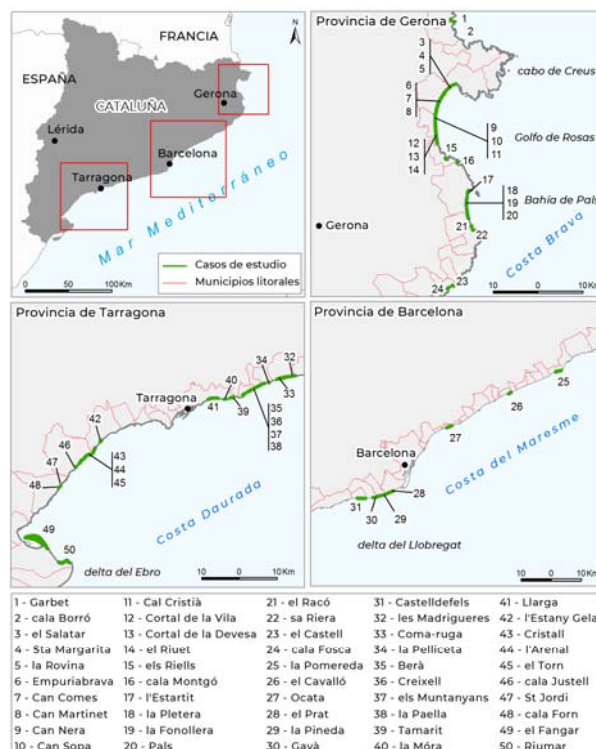 FRANCIA
N
ESPAÑA
CATALUÑA
Gerona
Lérida
Barcelona
Tarragona
Mar Mediterráneo
Casos de estudio
Municipios litorales
0 50 100 Km
Provincia de Gerona
1
2
3
4
5
cabo de Creus
6
7
8
9
10
11
Golfo de Rosas
12
13
14
15
16
17
18
19
20
Bahía de Pals
21
22
Gerona
Costa Brava
23
24
10 0 10 Km
Provincia de Tarragona
32
34
33
40
41
39
Tarragona
35
36
37
38
42
43
44
45
46
47
48
Costa Daurada
49
50
delta del Ebro
10 0 10 Km
Provincia de Barcelona
25
26
27
Barcelona
Costa del Maresme
28
31
30
29
delta del Llobregat
10 0 10 Km
1 - Garbet
2 - cala Borró
3 - el Salatar
4 - Sta Margarita
5 - la Rovina
6 - Empuriabrava
7 - Can Comes
8 - Can Martinet
9 - Can Nera
10 - Can Sopa
11 - Cal Cristià
12 - Cortal de la Vila
13 - Cortal de la Devesa
14 - el Riuet
15 - els Riells
16 - cala Montgó
17 - l'Estartit
18 - la Pletera
19 - la Fonollera
20 - Pals
21 - el Racó
22 - sa Riera
23 - el Castell
24 - cala Fosca
25 - la Pomereda
26 - el Cavalló
27 - Ocata
28 - el Prat
29 - la Pineda
30 - Gavà
31 - Castelldefels
32 - les Madrigueres
33 - Coma-ruga
34 - la Pelliceta
35 - Berà
36 - Creixell
37 - els Muntanyans
38 - la Paella
39 - Tamarit
40 - la Móra
41 - Llarga
42 - l'Estany Gela
43 - Cristall
44 - l'Arenal
45 - el Torn
46 - cala Justell
47 - St Jordi
48 - cala Forn
49 - el Fangar
50 - Riumar